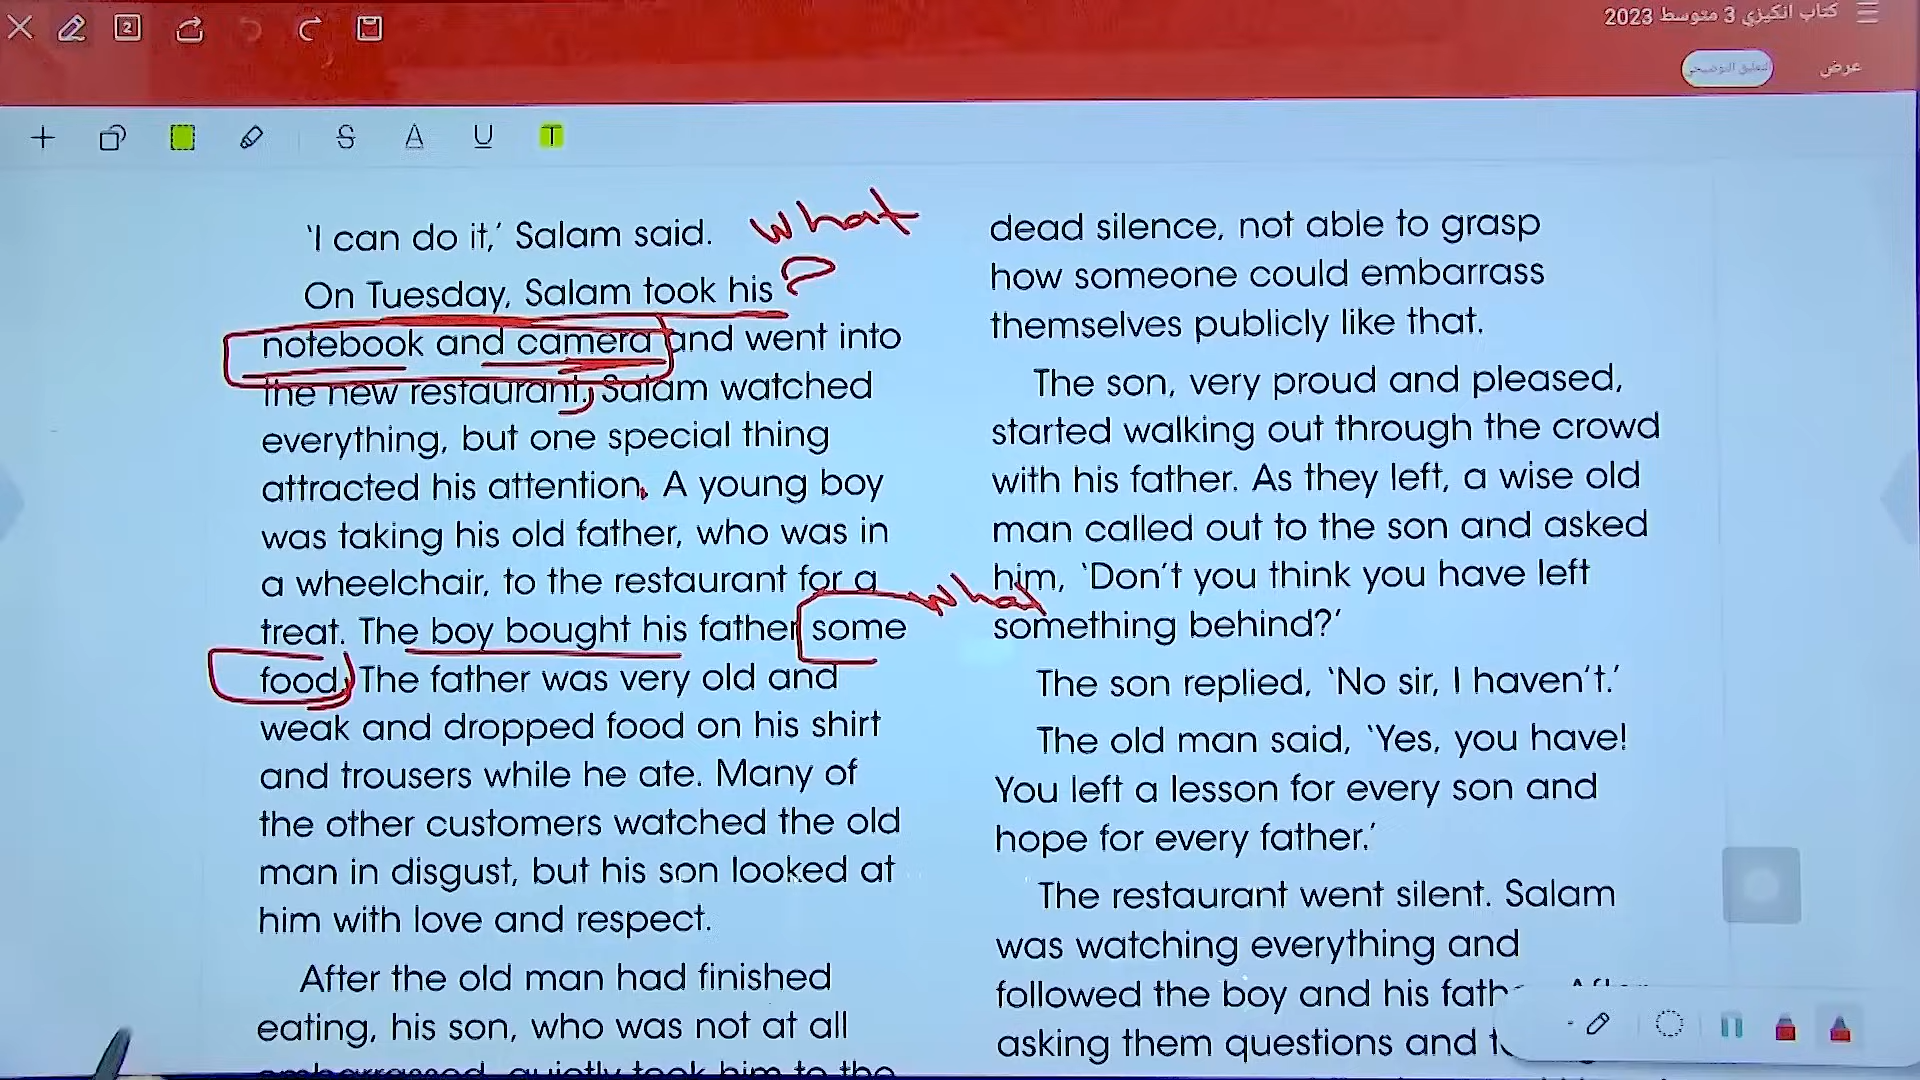 كتاب انكيزي 3 متوسط 2023
عرض
التعليق التوضيحي
2
S A U T
'I can do it,' Salam said.
what
On Tuesday, Salam took his
?
notebook and camera and went into
the new restaurant. Salam watched
everything, but one special thing
attracted his attention. A young boy
was taking his old father, who was in
a wheelchair, to the restaurant for a
treat. The boy bought his father some
what
food. The father was very old and
weak and dropped food on his shirt
and trousers while he ate. Many of
the other customers watched the old
man in disgust, but his son looked at
him with love and respect.
After the old man had finished
eating, his son, who was not at all
embarrassed, quietly took him to the
dead silence, not able to grasp
how someone could embarrass
themselves publicly like that.
The son, very proud and pleased,
started walking out through the crowd
with his father. As they left, a wise old
man called out to the son and asked
him, 'Don't you think you have left
something behind?'
The son replied, 'No sir, I haven't.'
The old man said, 'Yes, you have!
You left a lesson for every son and
hope for every father.'
The restaurant went silent. Salam
was watching everything and
followed the boy and his
asking them questions and